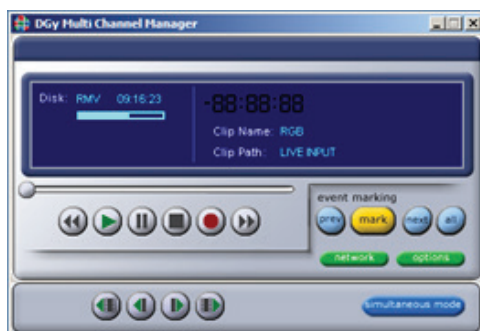 DGy Multi Channel Manager
Disk: RMV 09:16:23
-88:88:88
Clip Name: RGB
Clip Path: LIVE INPUT
event marking
prev mark next all
network options
simultaneous mode